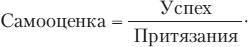 Самооценка = Успех / Притязания .